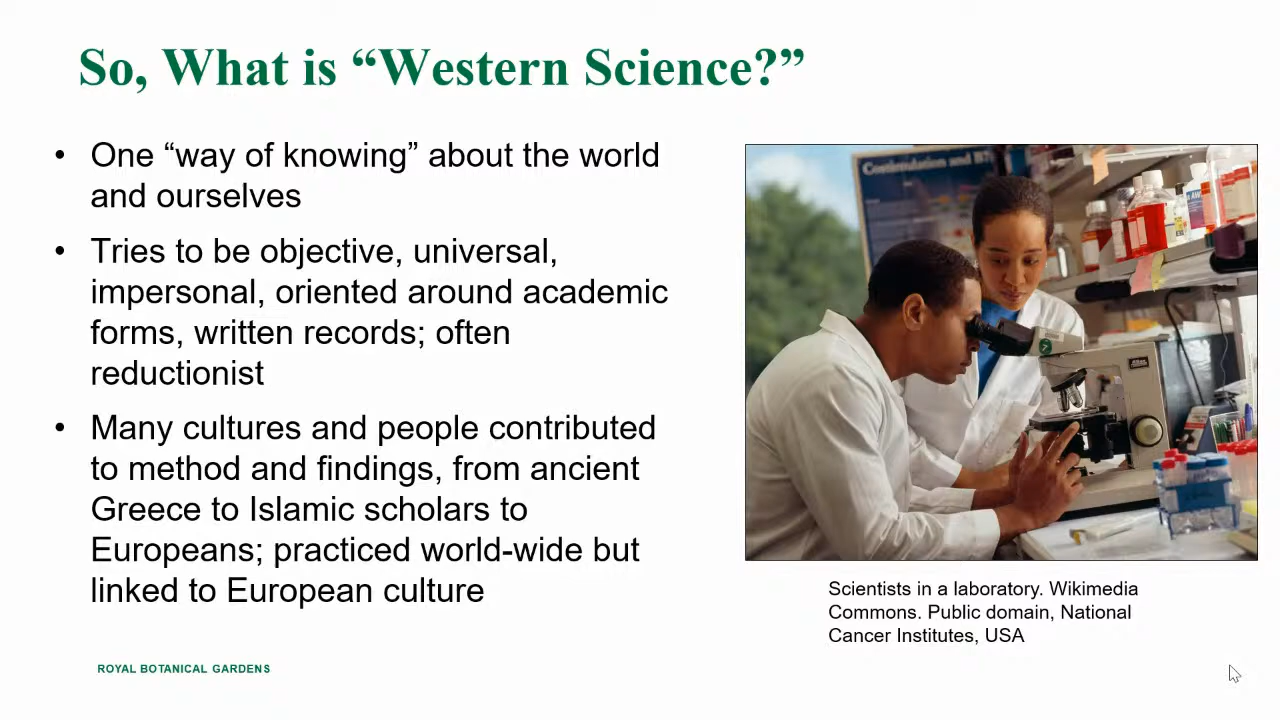 So, What is “Western Science?”
• One “way of knowing” about the world
and ourselves
• Tries to be objective, universal,
impersonal, oriented around academic
forms, written records; often
reductionist
• Many cultures and people contributed
to method and findings, from ancient
Greece to Islamic scholars to
Europeans; practiced world-wide but
linked to European culture
Scientists in a laboratory. Wikimedia
Commons. Public domain, National
Cancer Institutes, USA
ROYAL BOTANICAL GARDENS